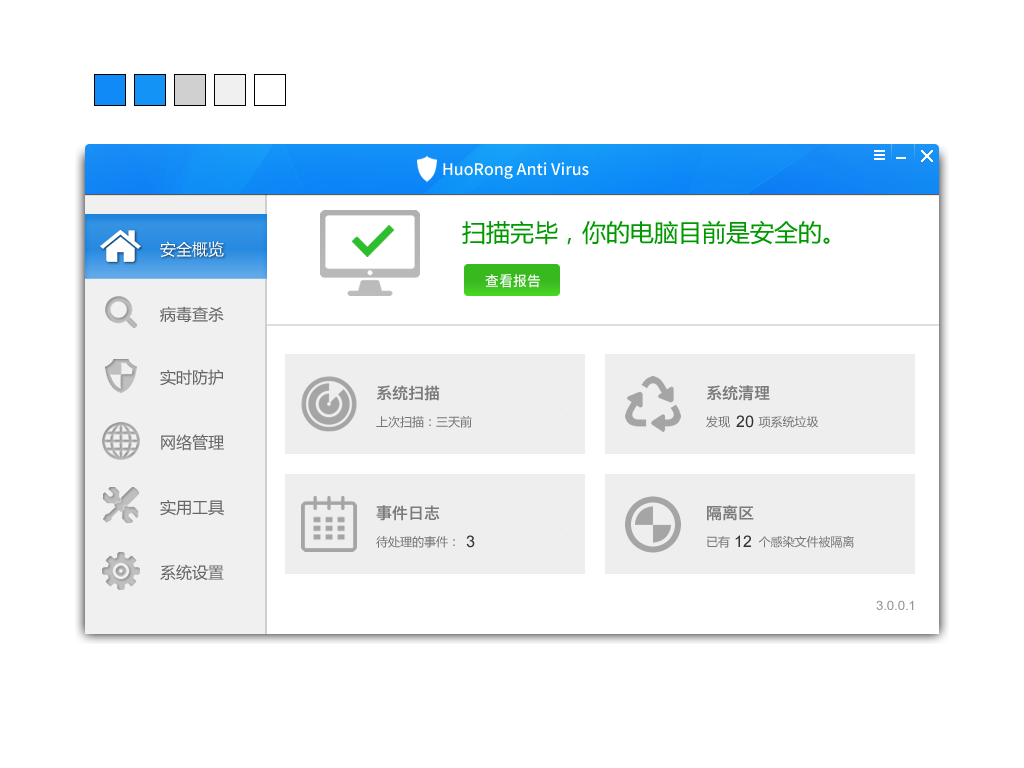 HuoRong Anti Virus
安全概览
病毒查杀
实时防护
网络管理
实用工具
系统设置
扫描完毕，你的电脑目前是安全的。
查看报告
系统扫描
上次扫描：三天前
系统清理
发现 20 项系统垃圾
事件日志
待处理的事件： 3
隔离区
已有 12 个感染文件被隔离
3.0.0.1